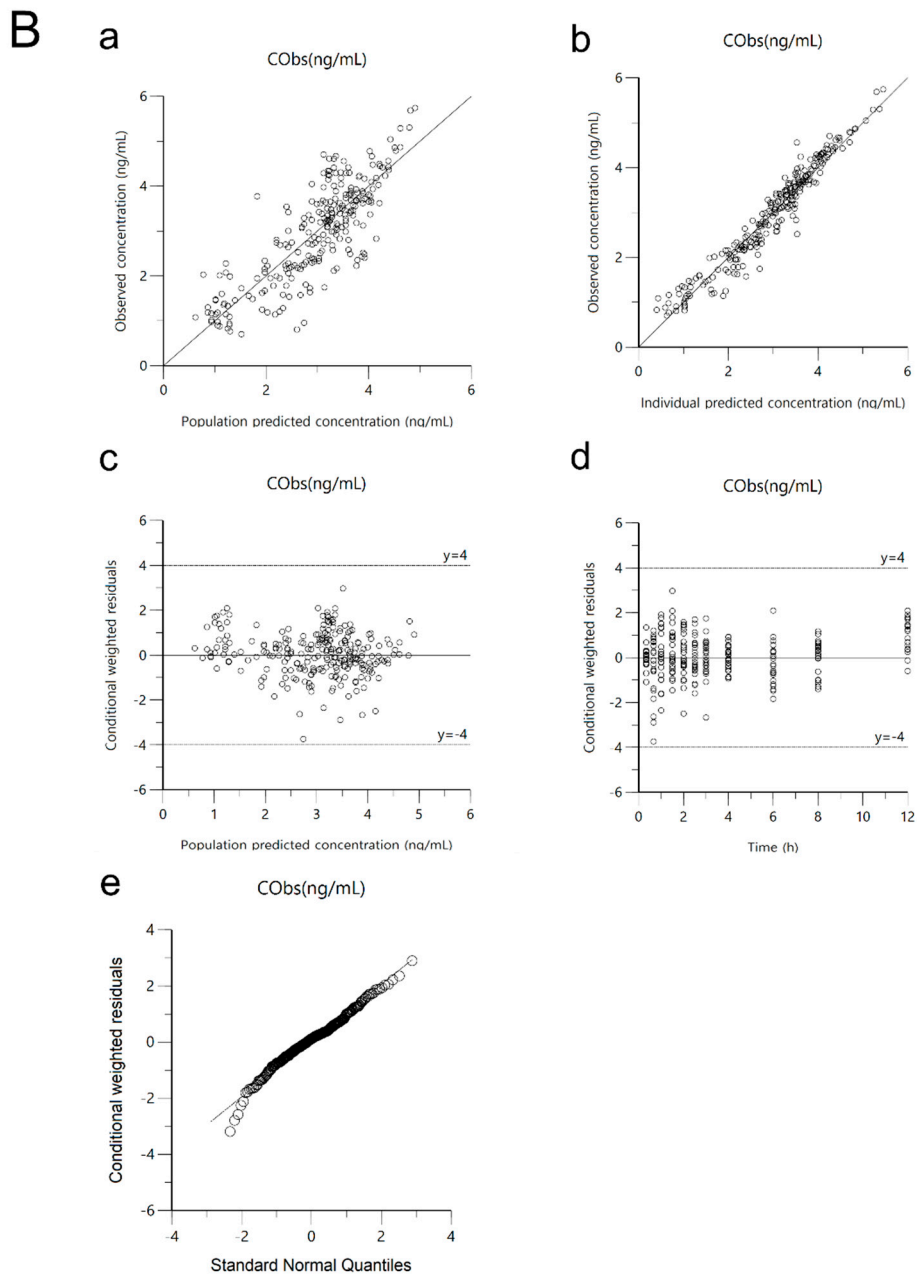 B
a
CObs(ng/mL)
Observed concentration (ng/mL)
6
4
2
0
0
2
4
6
Population predicted concentration (ng/mL)
b
CObs(ng/mL)
Observed concentration (ng/mL)
6
4
2
0
0
2
4
6
Individual predicted concentration (ng/mL)
c
CObs(ng/mL)
Conditional weighted residuals
6
4
2
0
-2
-4
-6
y=4
y=-4
0
1
2
3
4
5
6
Population predicted concentration (ng/mL)
d
CObs(ng/mL)
Conditional weighted residuals
6
4
2
0
-2
-4
-6
y=4
y=-4
0
2
4
6
8
10
12
Time (h)
e
CObs(ng/mL)
Conditional weighted residuals
4
2
0
-2
-4
-6
-4
-2
0
2
4
Standard Normal Quantiles